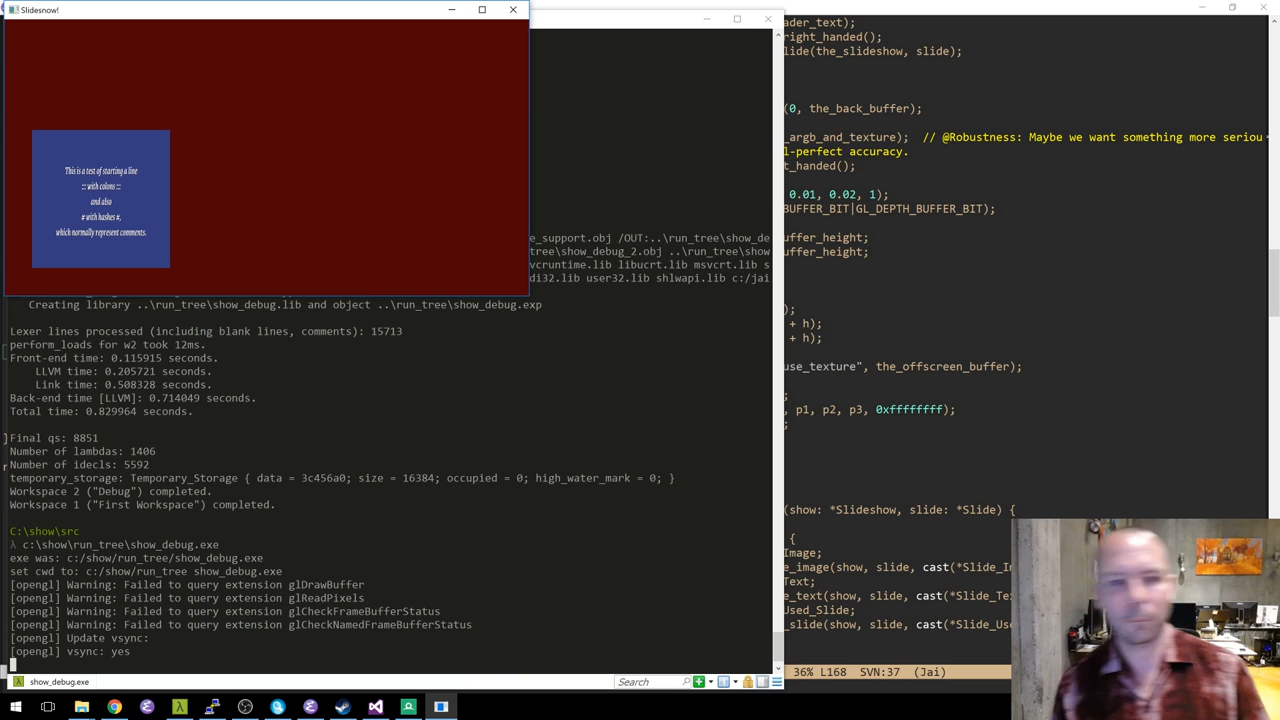 Slidesnow!
This is a test of starting a line
::: with colons :::
and also
# with hashes #,
which normally represent comments.
e_support.obj /OUT:..\run_tree\show_de
tree\show_debug_2.obj ..\run_tree\show
vcruntime.lib libucrt.lib msvcrt.lib s
di32.lib user32.lib shlwapi.lib c:/jai
Creating library ..\run_tree\show_debug.lib and object ..\run_tree\show_debug.exp
Lexer lines processed (including blank lines, comments): 15713
perform_loads for w2 took 12ms.
Front-end time: 0.115915 seconds.
LLVM time: 0.205721 seconds.
Link time: 0.508328 seconds.
Back-end time [LLVM]: 0.714049 seconds.
Total time: 0.829964 seconds.
Final qs: 8851
Number of lambdas: 1406
Number of idecls: 5592
temporary_storage: Temporary_Storage { data = 3c456a0; size = 16384; occupied = 0; high_water_mark = 0; }
Workspace 2 ("Debug") completed.
Workspace 1 ("First Workspace") completed.
C:\show\src
λ c:\show\run_tree\show_debug.exe
exe was: c:/show/run_tree/show_debug.exe
set cwd to: c:/show/run_tree show_debug.exe
[opengl] Warning: Failed to query extension glDrawBuffer
[opengl] Warning: Failed to query extension glReadPixels
[opengl] Warning: Failed to query extension glCheckFrameBufferStatus
[opengl] Warning: Failed to query extension glCheckNamedFrameBufferStatus
[opengl] Update vsync:
[opengl] vsync: yes
show_debug.exe
Search
ader_text);
right_handed();
lide(the_slideshow, slide);
(0, the_back_buffer);
_argb_and_texture); // @Robustness: Maybe we want something more seriou
l-perfect accuracy.
t_handed();
0.01, 0.02, 1);
BUFFER_BIT|GL_DEPTH_BUFFER_BIT);
uffer_height;
uffer_height;
);
+ h);
+ h);
use_texture", the_offscreen_buffer);
;
, p1, p2, p3, 0xffffffff);
;
(show: *Slideshow, slide: *Slide) {
{
Image;
e_image(show, slide, cast(*Slide_Im
Text;
e_text(show, slide, cast(*Slide_Tex
Used_Slide;
_slide(show, slide, cast(*Slide_Use
36% L168 SVN:37 (Jai)